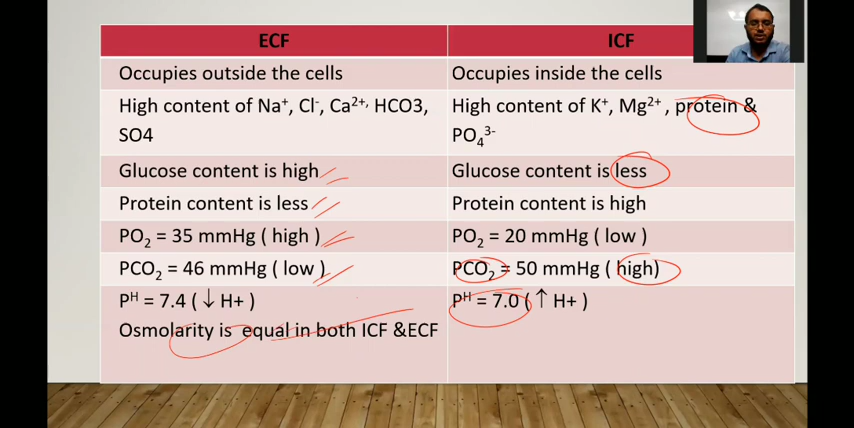 ECF
ICF
Occupies outside the cells
Occupies inside the cells
High content of Na⁺, Cl⁻, Ca²⁺, HCO3,
SO4
High content of K⁺, Mg²⁺ , protein &
PO₄³⁻
Glucose content is high
Glucose content is less
Protein content is less
Protein content is high
PO₂ = 35 mmHg ( high )
PO₂ = 20 mmHg ( low )
PCO₂ = 46 mmHg ( low )
PCO₂ = 50 mmHg ( high)
Pᴴ = 7.4 ( ↓ H+ )
Osmolarity is equal in both ICF &ECF
Pᴴ = 7.0 ( ↑ H+ )